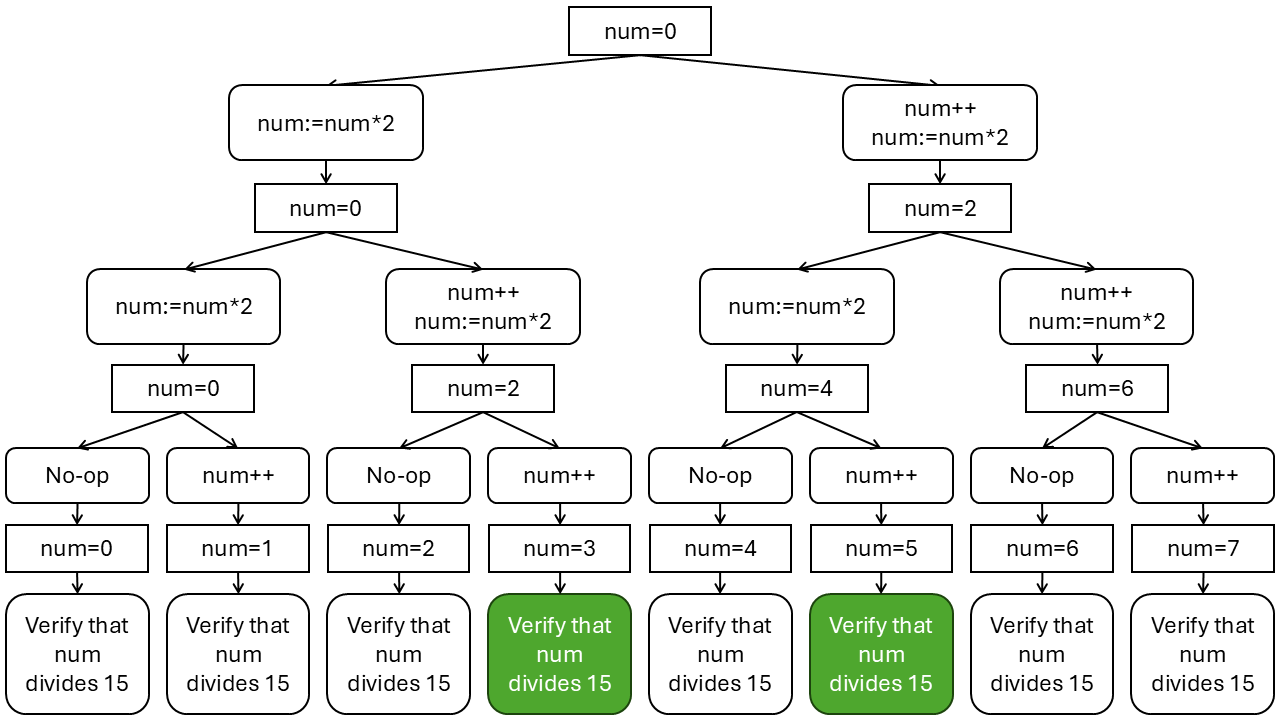 num=0
num:=num*2
num++
num:=num*2
num=0
num=2
num:=num*2
num++
num:=num*2
num:=num*2
num++
num:=num*2
num=0
num=2
num=4
num=6
No-op
num++
No-op
num++
No-op
num++
No-op
num++
num=0
num=1
num=2
num=3
num=4
num=5
num=6
num=7
Verify that
num
divides 15
Verify that
num
divides 15
Verify that
num
divides 15
Verify that
num
divides 15
Verify that
num
divides 15
Verify that
num
divides 15
Verify that
num
divides 15
Verify that
num
divides 15